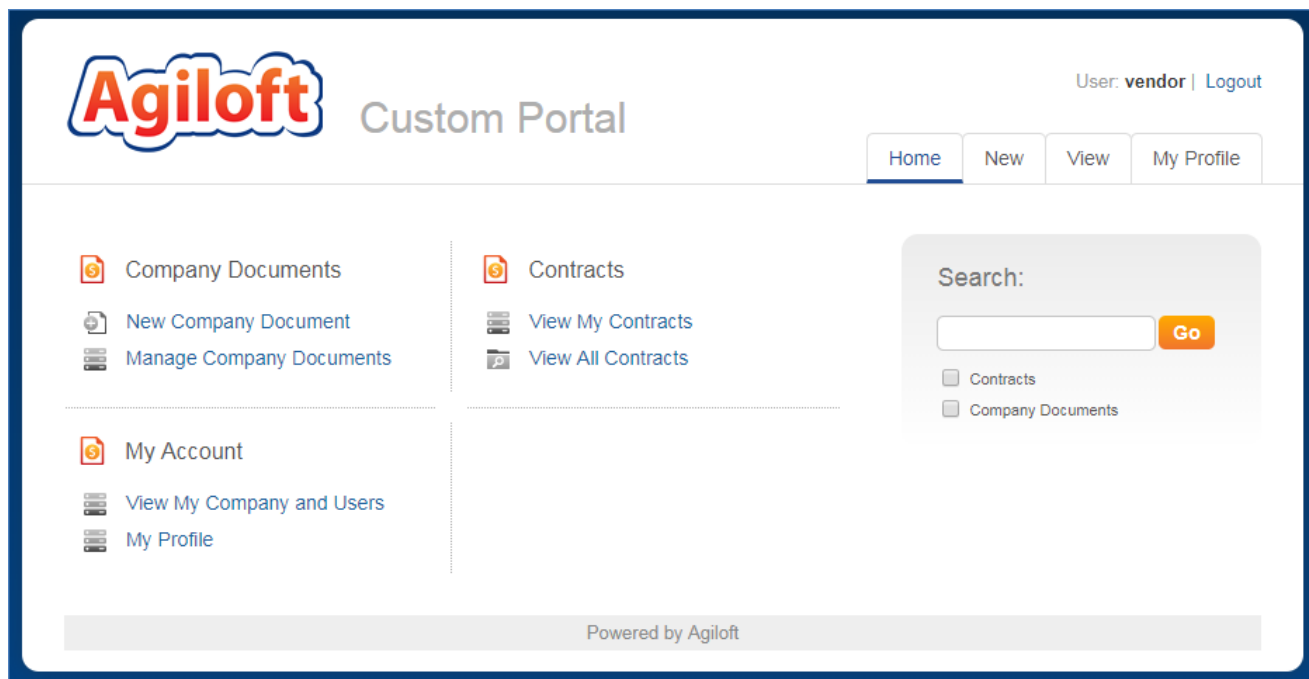 Agiloft
Custom Portal
User: vendor | Logout
Home
New
View
My Profile
Company Documents
New Company Document
Manage Company Documents
Contracts
View My Contracts
View All Contracts
Search:
Go
Contracts
Company Documents
My Account
View My Company and Users
My Profile
Powered by Agiloft